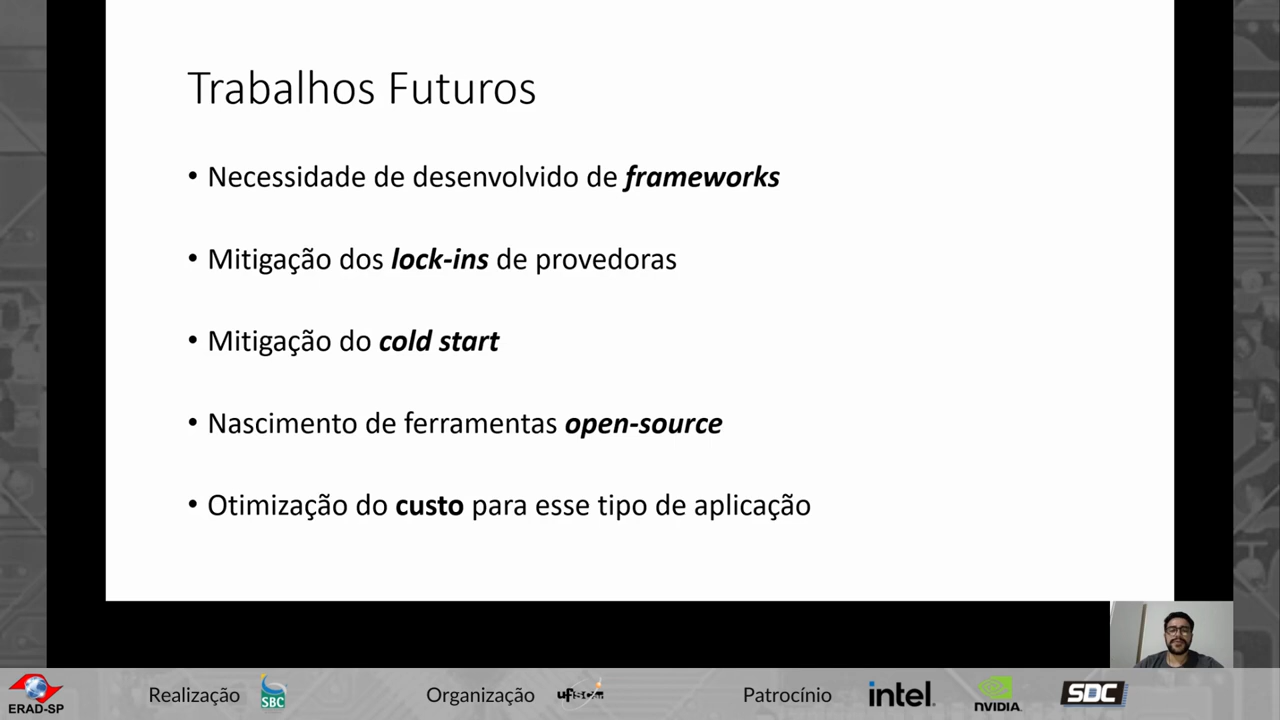 Trabalhos Futuros
• Necessidade de desenvolvido de frameworks
• Mitigação dos lock-ins de provedoras
• Mitigação do cold start
• Nascimento de ferramentas open-source
• Otimização do custo para esse tipo de aplicação
ERAD-SP
Realização
SBC
Organização
ufscar
Patrocínio
intel.
NVIDIA.
SDC